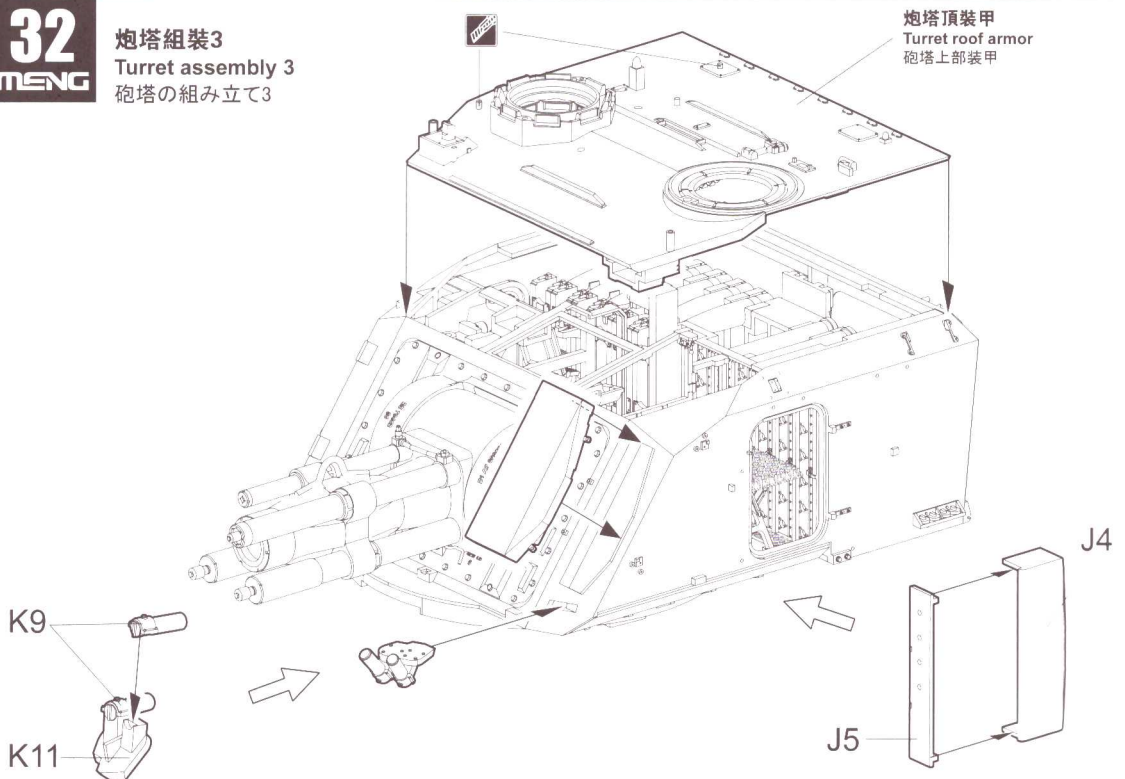 32
MENG
炮塔組裝3
Turret assembly 3
砲塔の組み立て3
炮塔頂裝甲
Turret roof armor
砲塔上部装甲
K9
K11
J4
J5